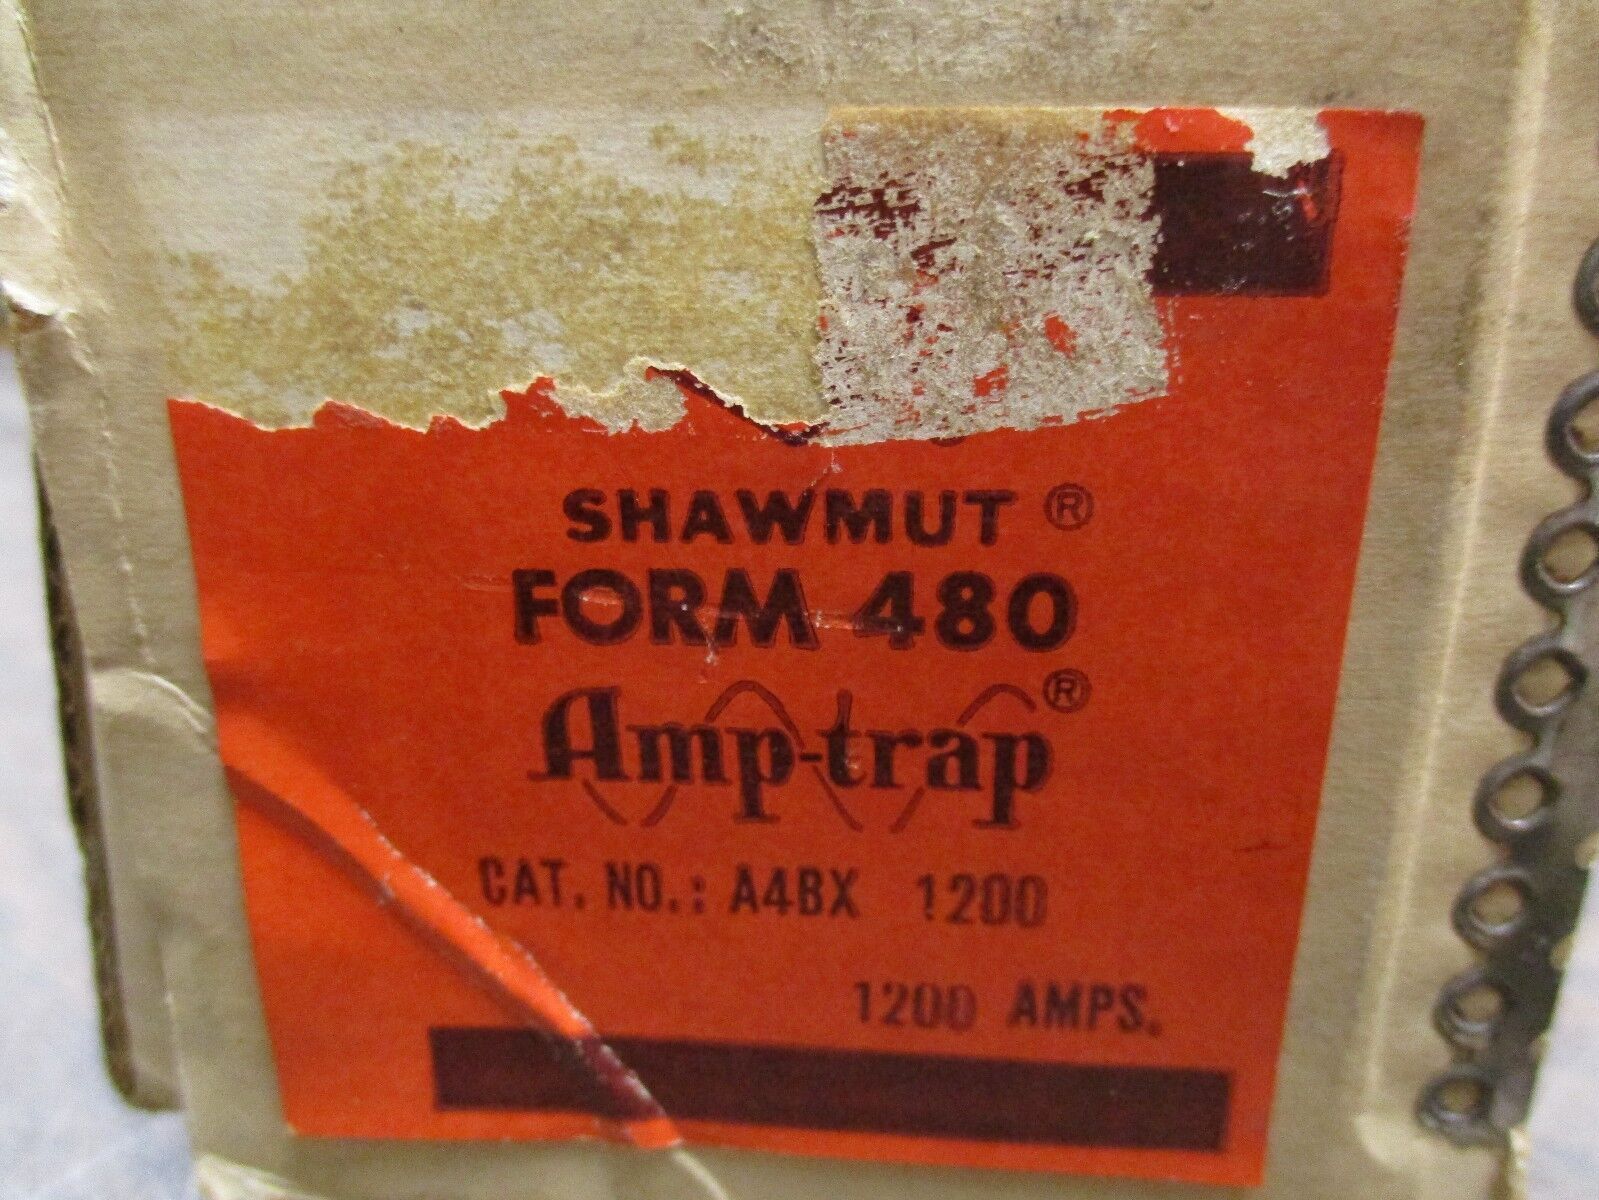 SHAWMUT ®
FORM 480
Amp-trap ®
CAT. NO.: A4BX 1200
1200 AMPS.